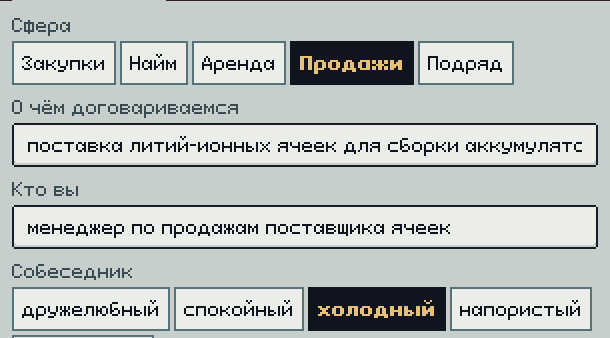 Сфера
Закупки Найм Аренда Продажи Подряд
О чём договариваемся
поставка литий-ионных ячеек для сборки аккумулятс
Кто вы
менеджер по продажам поставщика ячеек
Собеседник
дружелюбный спокойный холодный напористый